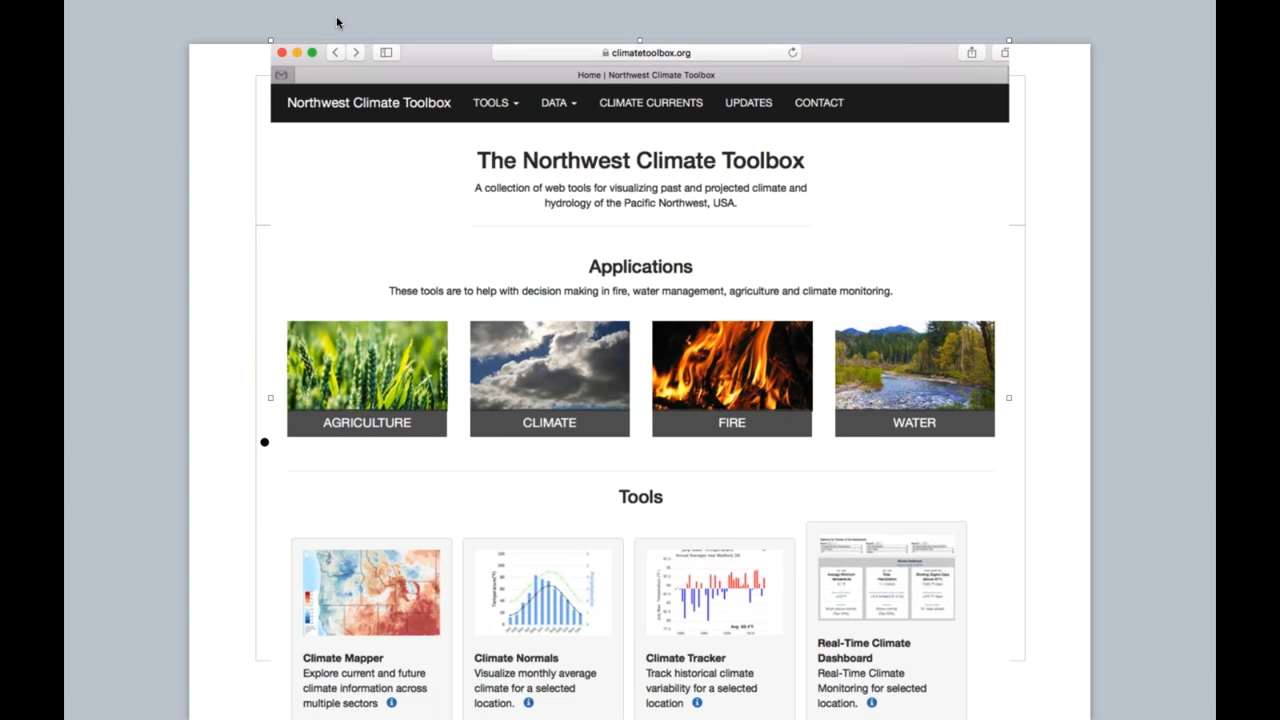 climatetoolbox.org
Home | Northwest Climate Toolbox
Northwest Climate Toolbox TOOLS DATA CLIMATE CURRENTS UPDATES CONTACT
The Northwest Climate Toolbox
A collection of web tools for visualizing past and projected climate and
hydrology of the Pacific Northwest, USA.
Applications
These tools are to help with decision making in fire, water management, agriculture and climate monitoring.
AGRICULTURE CLIMATE FIRE WATER
Tools
Climate Mapper
Explore current and future
climate information across
multiple sectors
Climate Normals
Visualize monthly average
climate for a selected
location.
Climate Tracker
Track historical climate
variability for a selected
location
Real-Time Climate
Dashboard
Real-Time Climate
Monitoring for selected
location.